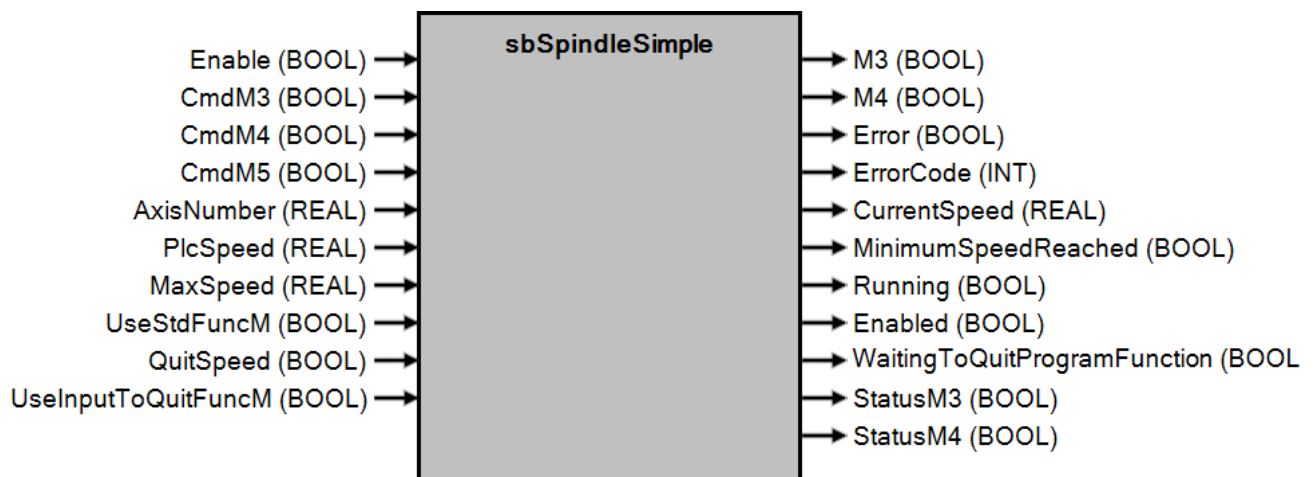 sbSpindleSimple
Enable (BOOL)
CmdM3 (BOOL)
CmdM4 (BOOL)
CmdM5 (BOOL)
AxisNumber (REAL)
PlcSpeed (REAL)
MaxSpeed (REAL)
UseStdFuncM (BOOL)
QuitSpeed (BOOL)
UseInputToQuitFuncM (BOOL)
M3 (BOOL)
M4 (BOOL)
Error (BOOL)
ErrorCode (INT)
CurrentSpeed (REAL)
MinimumSpeedReached (BOOL)
Running (BOOL)
Enabled (BOOL)
WaitingToQuitProgramFunction (BOOL
StatusM3 (BOOL)
StatusM4 (BOOL)